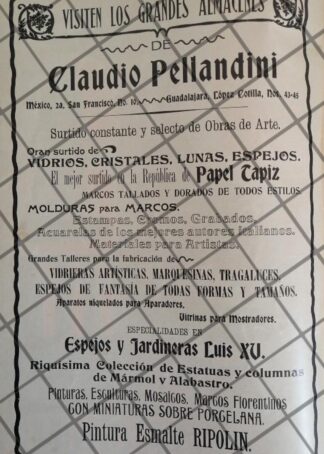 VISITEN LOS GRANDES ALMACENES
DE
Claudio Pellandini
México, 2a. San Francisco, No. 10. Guadalajara, López Cotilla, Nos. 43-45
Surtido constante y selecto de Obras de Arte.
Gran surtido de
VIDRIOS, CRISTALES, LUNAS, ESPEJOS.
El mejor surtido en la República de Papel Tapiz
MARCOS TALLADOS Y DORADOS DE TODOS ESTILOS
MOLDURAS para MARCOS.
Estampas, Cromos, Grabados,
Acuarelas de los mejores autores italianos.
Materiales para Artistas.
Grandes Talleres para la fabricación de
VIDRIERAS ARTÍSTICAS, MARQUESINAS, TRAGALUCES,
ESPEJOS DE FANTASÍA DE TODAS FORMAS Y TAMAÑOS.
Aparatos niquelados para Aparadores.
Vitrinas para Mostradores.
ESPECIALIDADES EN
Espejos y Jardineras Luis XV.
Riquísima Colección de Estatuas y columnas
de Mármol y Alabastro.
Pinturas, Esculturas, Mosaicos, Marcos Florentinos
CON MINIATURAS SOBRE PORCELANA.
Pintura Esmalte RIPOLIN.